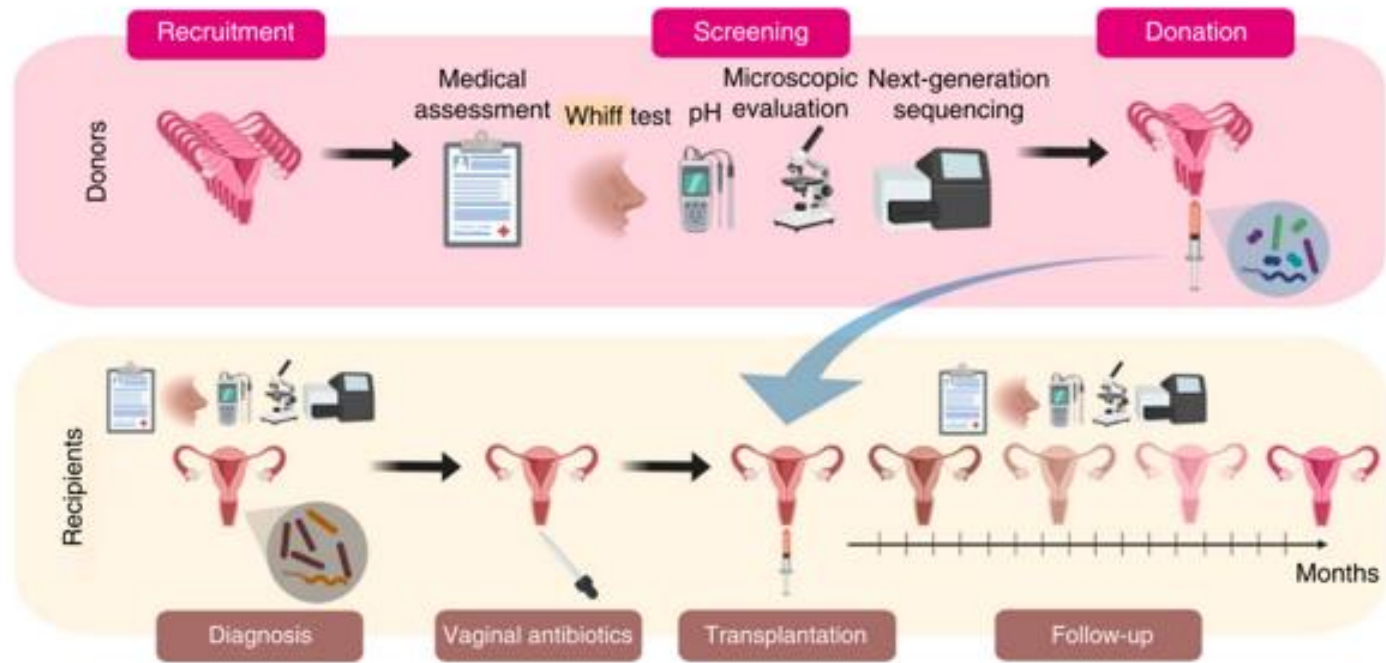 Recruitment
Screening
Donation
Donors
Medical
assessment
Whiff test
pH
Microscopic
evaluation
Next-generation
sequencing
Recipients
Months
Diagnosis
Vaginal antibiotics
Transplantation
Follow-up